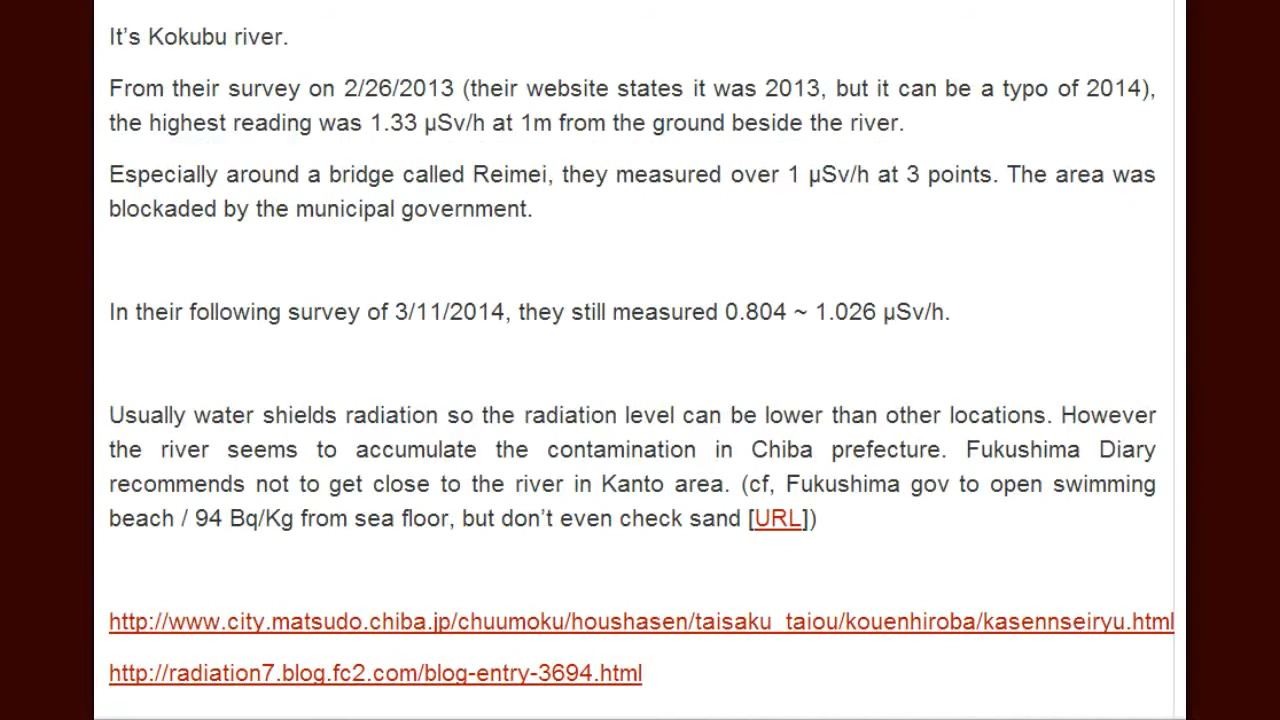 It’s Kokubu river.
From their survey on 2/26/2013 (their website states it was 2013, but it can be a typo of 2014),
the highest reading was 1.33 μSv/h at 1m from the ground beside the river.
Especially around a bridge called Reimei, they measured over 1 μSv/h at 3 points. The area was
blockaded by the municipal government.
In their following survey of 3/11/2014, they still measured 0.804 ~ 1.026 μSv/h.
Usually water shields radiation so the radiation level can be lower than other locations. However
the river seems to accumulate the contamination in Chiba prefecture. Fukushima Diary
recommends not to get close to the river in Kanto area. (cf, Fukushima gov to open swimming
beach / 94 Bq/Kg from sea floor, but don’t even check sand [URL])
http://www.city.matsudo.chiba.jp/chuumoku/houshasen/taisaku_taiou/kouenhiroba/kasennseiryu.html
http://radiation7.blog.fc2.com/blog-entry-3694.html